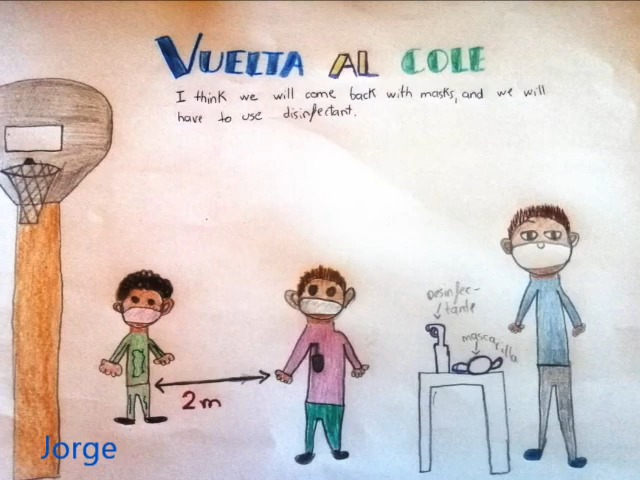 VUELTA AL COLE
I think we will come back with masks, and we will
have to use disinfectant.
Desinfec-
tante
mascarilla
2m
Jorge